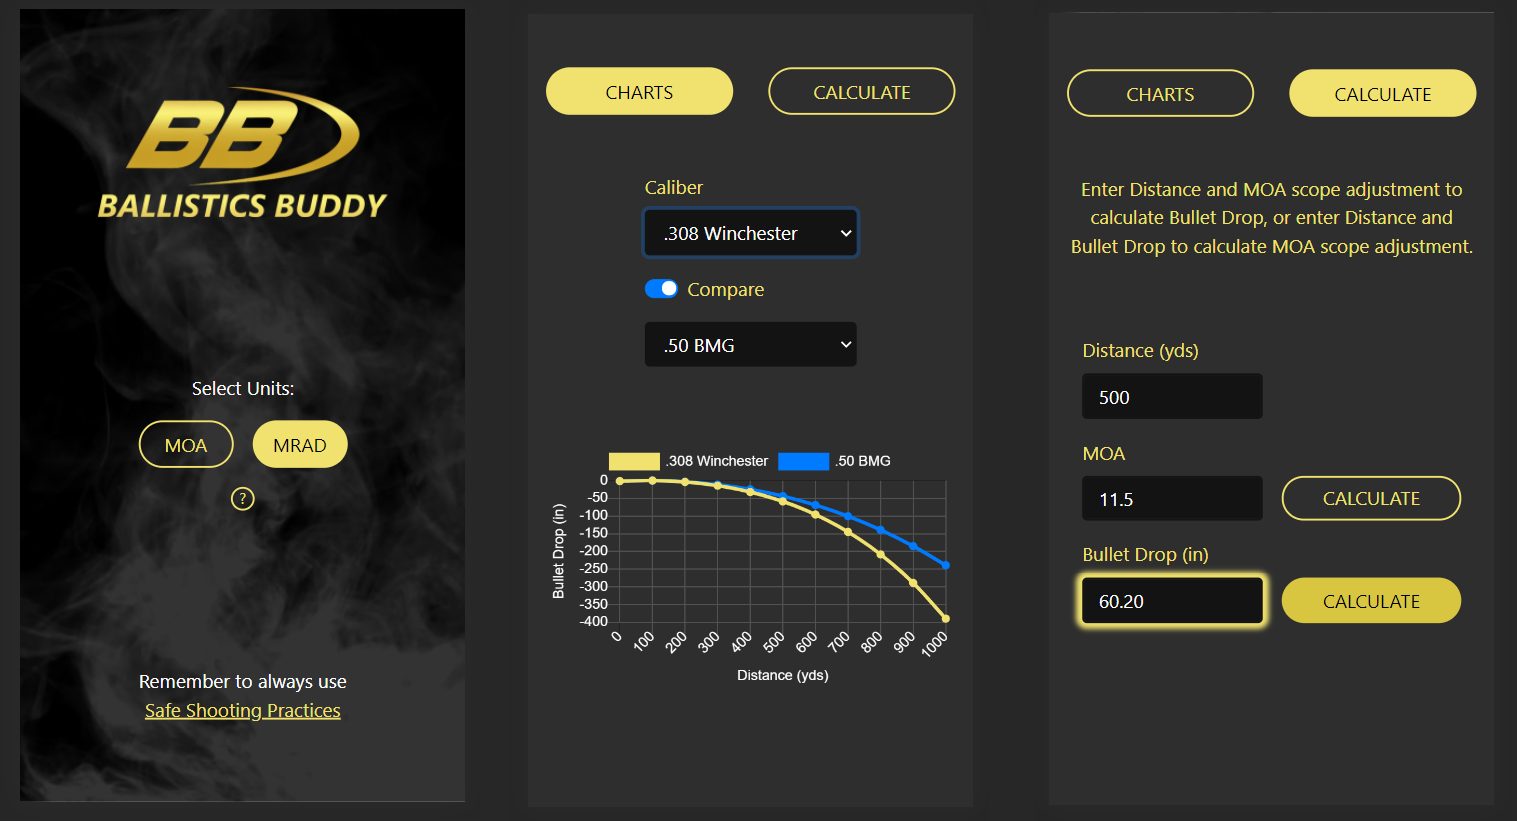 BB
BALLISTICS BUDDY
Select Units:
MOA
MRAD
?
Remember to always use
Safe Shooting Practices
CHARTS
CALCULATE
Caliber
.308 Winchester
Compare
.50 BMG
.308 Winchester
.50 BMG
Bullet Drop (in)
0
-50
-100
-150
-200
-250
-300
-350
-400
0
100
200
300
400
500
600
700
800
900
1000
Distance (yds)
CHARTS
CALCULATE
Enter Distance and MOA scope adjustment to
calculate Bullet Drop, or enter Distance and
Bullet Drop to calculate MOA scope adjustment.
Distance (yds)
500
MOA
11.5
CALCULATE
Bullet Drop (in)
60.20
CALCULATE